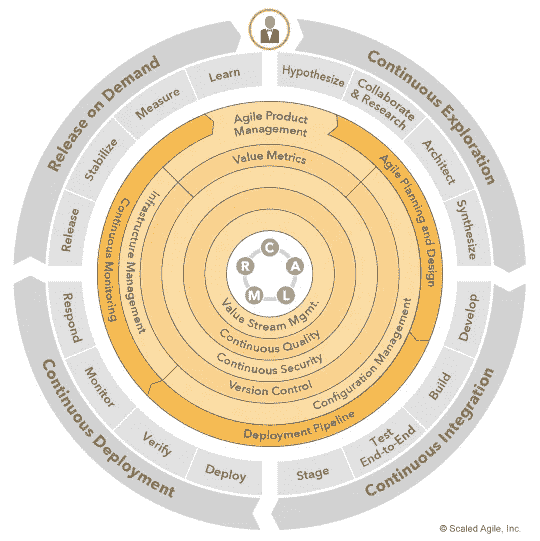 Continuous Exploration
Hypothesize
Collaborate
& Research
Architect
Synthesize
Continuous Integration
Develop
Build
Test
End-to-End
Stage
Continuous Deployment
Deploy
Verify
Monitor
Respond
Release on Demand
Release
Stabilize
Measure
Learn
Agile Product
Management
Agile Planning and Design
Deployment Pipeline
Continuous Monitoring
Value Metrics
Configuration Management
Infrastructure Management
Version Control
Continuous Security
Continuous Quality
Value Stream Mgmt.
C
A
L
M
R
© Scaled Agile, Inc.